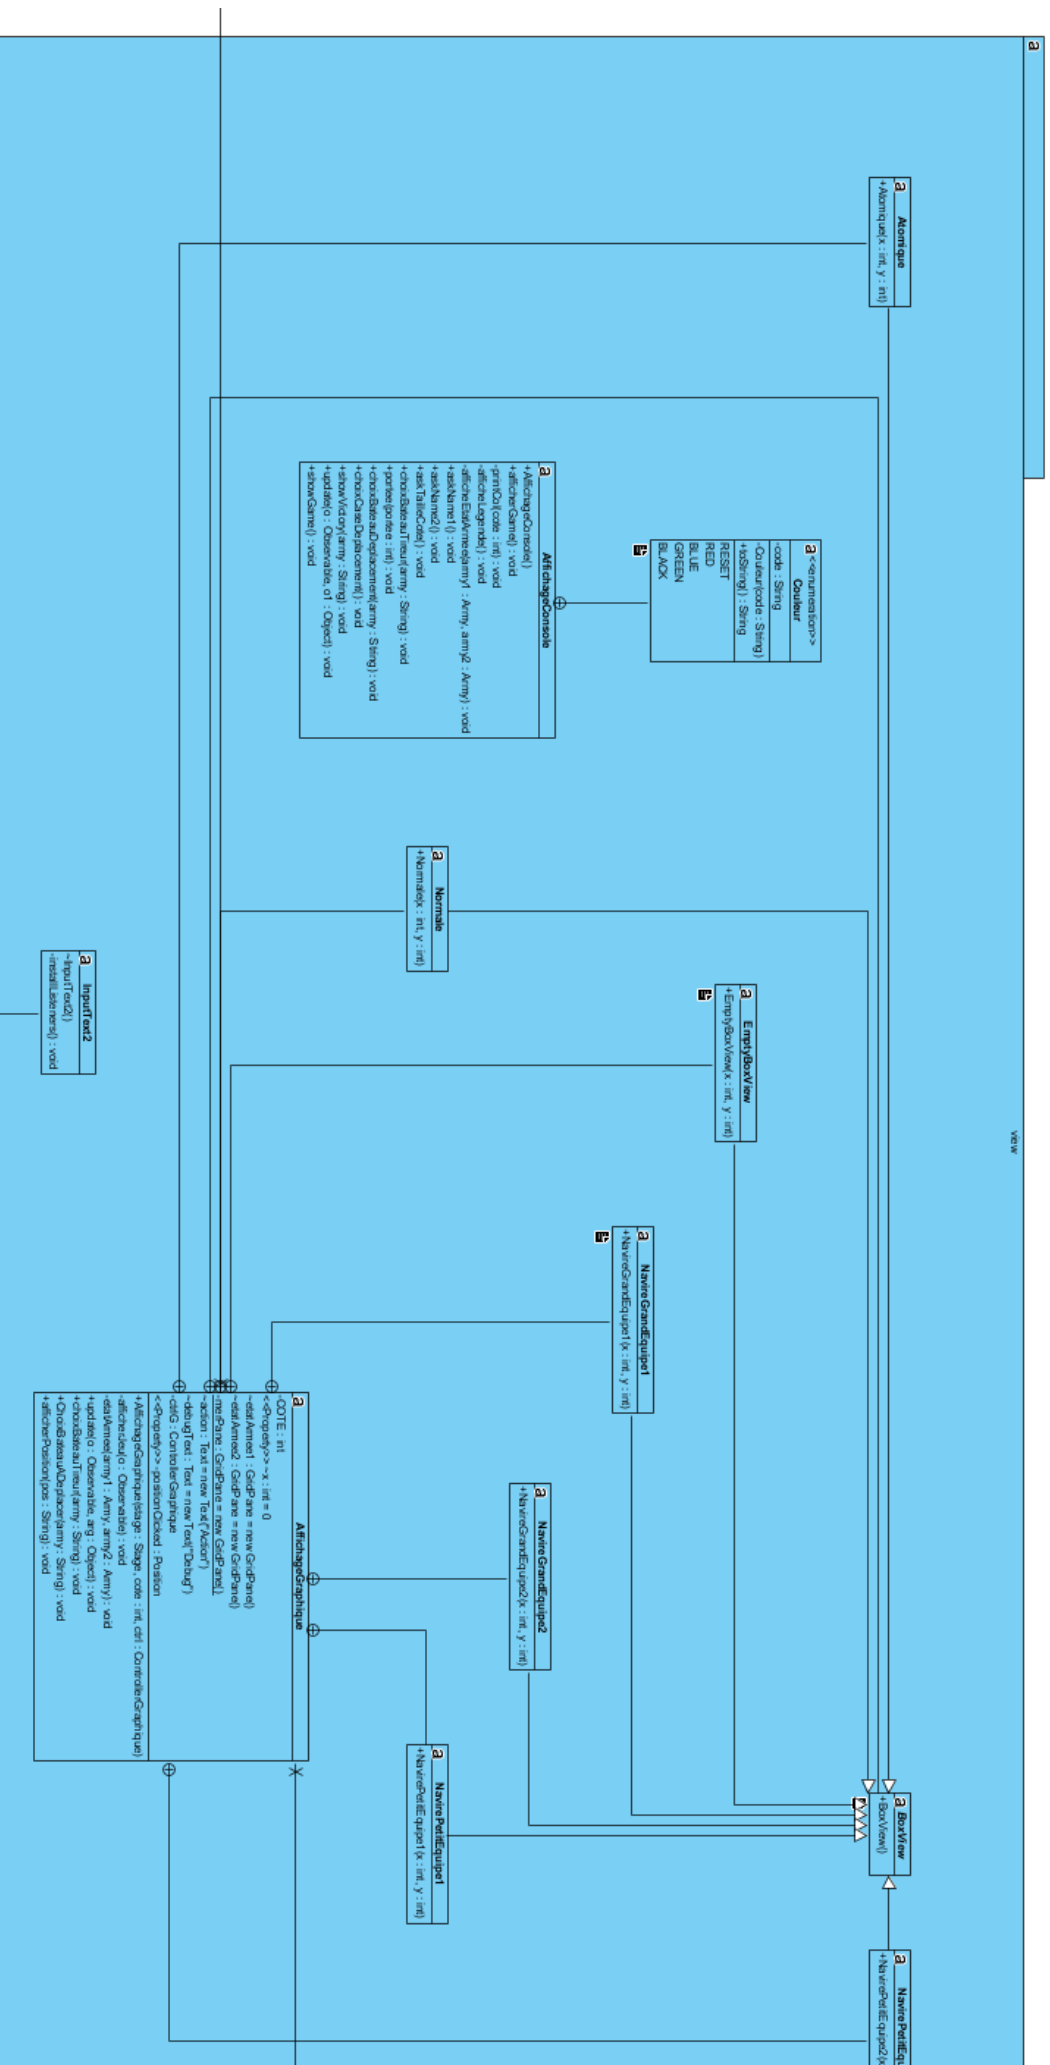 view
Atomique
+Atomique(x : int, y : int)
<<enumeration>>
Couleur
-code : String
-Couleur(code : String)
+toString() : String
RESET
RED
BLUE
GREEN
BLACK
AffichageConsole
+AffichageConsole()
+afficherGame() : void
-printCol(cote : int) : void
-afficheLegende() : void
-afficheEtatArmee(army1 : Army, army2 : Army) : void
+askName1() : void
+askName2() : void
+askTailleCote() : void
+choixBateauTireur(army : String) : void
+portee(portee : int) : void
+choixBateauDeplacement(army : String) : void
+choixCaseDeplacement() : void
+showVictory(army : String) : void
+update(o : Observable, o1 : Object) : void
+showGame() : void
Normale
+Normale(x : int, y : int)
EmptyBoxView
+EmptyBoxView(x : int, y : int)
InputText2
~InputText2()
-installListeners() : void
NavireGrandEquipe1
+NavireGrandEquipe1(x : int, y : int)
NavireGrandEquipe2
+NavireGrandEquipe2(x : int, y : int)
AffichageGraphique
-COTE : int
<<Property>> ~x : int = 0
~etatArmee1 : GridPane = new GridPane()
~etatArmee2 : GridPane = new GridPane()
-merPane : GridPane = new GridPane()
~action : Text = new Text("Action")
~debugText : Text = new Text("Debug")
-ctrlG : ControllerGraphique
<<Property>> -positionClicked : Position
+AffichageGraphique(stage : Stage, cote : int, ctrl : ControllerGraphique)
-afficherJeu(o : Observable) : void
-etatArmee(army1 : Army, army2 : Army) : void
+update(o : Observable, arg : Object) : void
+choixBateauTireur(army : String) : void
+ChoixBateauADeplacer(army : String) : void
+afficherPosition(pos : String) : void
NavirePetitEquipe1
+NavirePetitEquipe1(x : int, y : int)
BoxView
+BoxView()
NavirePetitEqu
+NavirePetitEquipe2(x